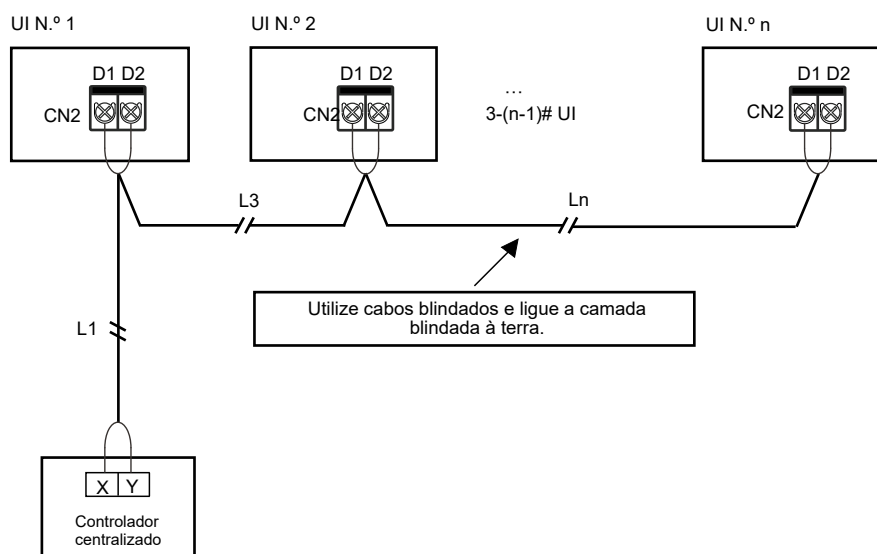 UI N.º 1
UI N.º 2
UI N.º n
D1 D2
D1 D2
D1 D2
CN2
CN2
CN2
...
3-(n-1)# UI
L3
Ln
Utilize cabos blindados e ligue a camada
blindada à terra.
L1
X Y
Controlador
centralizado